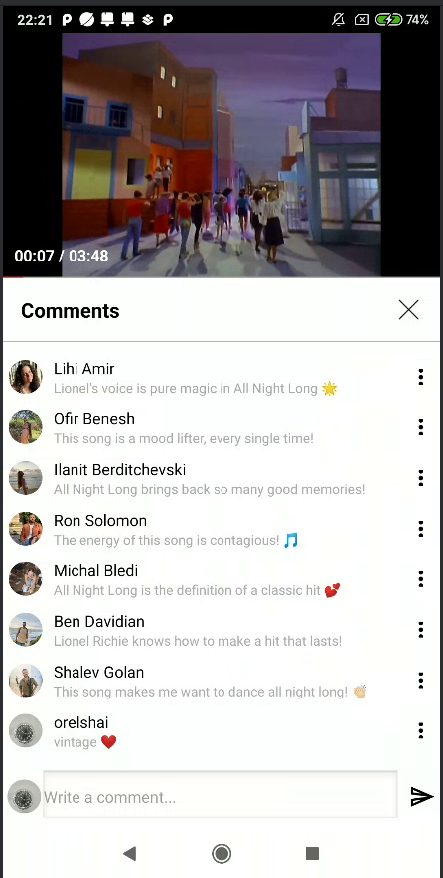 22:21
74%
00:07 / 03:48
Comments
Lihi Amir
Lionel's voice is pure magic in All Night Long 🌟
Ofir Benesh
This song is a mood lifter, every single time!
Ilanit Berditchevski
All Night Long brings back so many good memories!
Ron Solomon
The energy of this song is contagious! 🎵
Michal Bledi
All Night Long is the definition of a classic hit 💕
Ben Davidian
Lionel Richie knows how to make a hit that lasts!
Shalev Golan
This song makes me want to dance all night long! 👏🏼
orelshai
vintage ❤️
Write a comment...